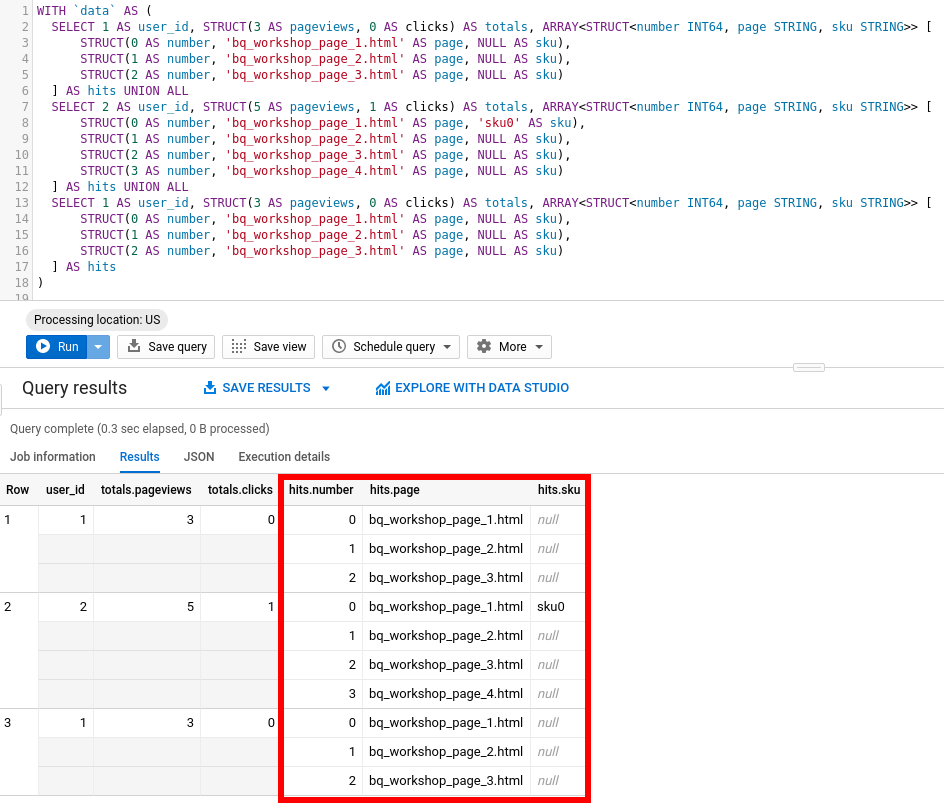 1 WITH `data` AS (
2 SELECT 1 AS user_id, STRUCT(3 AS pageviews, 0 AS clicks) AS totals, ARRAY<STRUCT<number INT64, page STRING, sku STRING>> [
3 STRUCT(0 AS number, 'bq_workshop_page_1.html' AS page, NULL AS sku),
4 STRUCT(1 AS number, 'bq_workshop_page_2.html' AS page, NULL AS sku),
5 STRUCT(2 AS number, 'bq_workshop_page_3.html' AS page, NULL AS sku)
6 ] AS hits UNION ALL
7 SELECT 2 AS user_id, STRUCT(5 AS pageviews, 1 AS clicks) AS totals, ARRAY<STRUCT<number INT64, page STRING, sku STRING>> [
8 STRUCT(0 AS number, 'bq_workshop_page_1.html' AS page, 'sku0' AS sku),
9 STRUCT(1 AS number, 'bq_workshop_page_2.html' AS page, NULL AS sku),
10 STRUCT(2 AS number, 'bq_workshop_page_3.html' AS page, NULL AS sku),
11 STRUCT(3 AS number, 'bq_workshop_page_4.html' AS page, NULL AS sku)
12 ] AS hits UNION ALL
13 SELECT 1 AS user_id, STRUCT(3 AS pageviews, 0 AS clicks) AS totals, ARRAY<STRUCT<number INT64, page STRING, sku STRING>> [
14 STRUCT(0 AS number, 'bq_workshop_page_1.html' AS page, NULL AS sku),
15 STRUCT(1 AS number, 'bq_workshop_page_2.html' AS page, NULL AS sku),
16 STRUCT(2 AS number, 'bq_workshop_page_3.html' AS page, NULL AS sku)
17 ] AS hits
18 )
19
Processing location: US
Run Save query Save view Schedule query More
Query results SAVE RESULTS EXPLORE WITH DATA STUDIO
Query complete (0.3 sec elapsed, 0 B processed)
Job information Results JSON Execution details
Row user_id totals.pageviews totals.clicks hits.number hits.page hits.sku
1 1 3 0 0 bq_workshop_page_1.html null
1 bq_workshop_page_2.html null
2 bq_workshop_page_3.html null
2 2 5 1 0 bq_workshop_page_1.html sku0
1 bq_workshop_page_2.html null
2 bq_workshop_page_3.html null
3 bq_workshop_page_4.html null
3 1 3 0 0 bq_workshop_page_1.html null
1 bq_workshop_page_2.html null
2 bq_workshop_page_3.html null